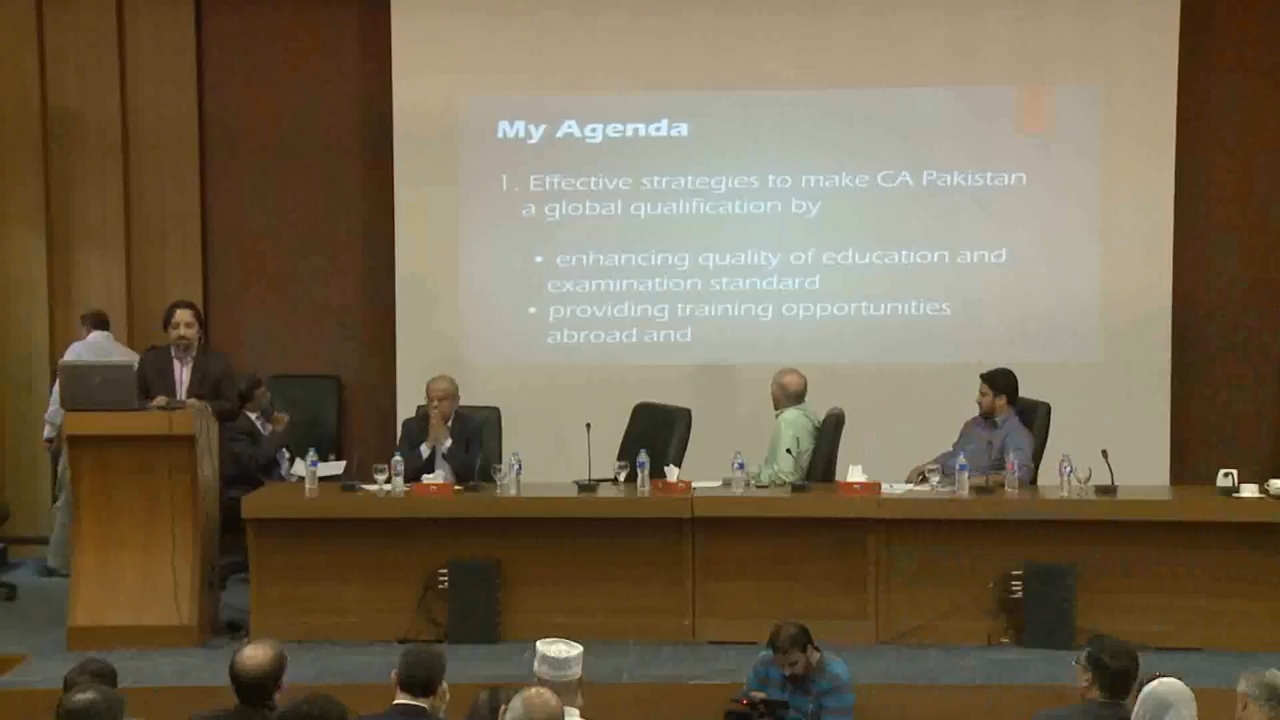 My Agenda
1. Effective strategies to make CA Pakistan
a global qualification by
• enhancing quality of education and
examination standard
• providing training opportunities
abroad and